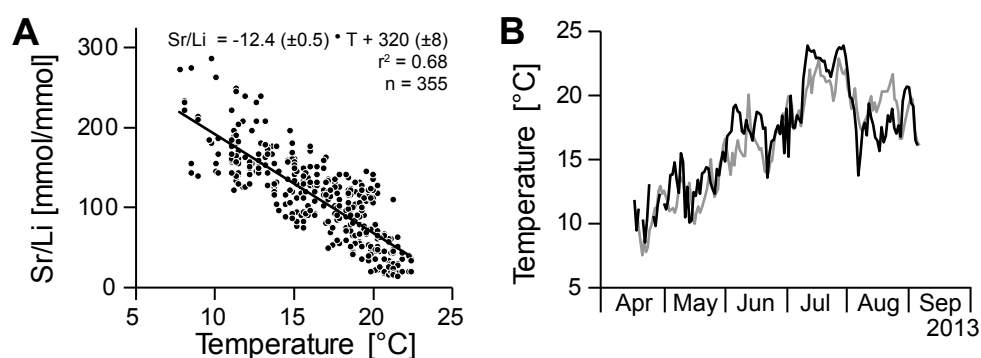 A
Sr/Li = -12.4 (±0.5) • T + 320 (±8)
r² = 0.68
n = 355
Sr/Li [mmol/mmol]
300
200
100
0
5 10 15 20 25
Temperature [°C]
B
Temperature [°C]
25
20
15
10
5
Apr May Jun Jul Aug Sep
2013